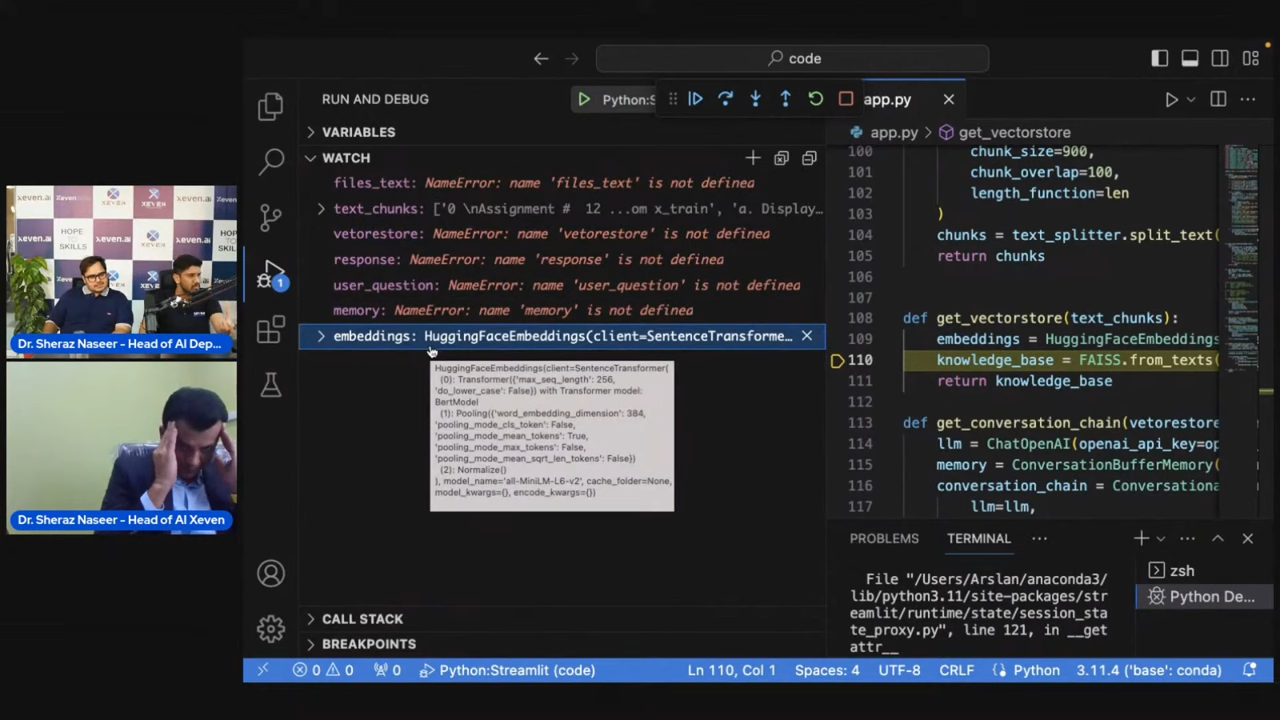 code
RUN AND DEBUG
Python:S
app.py
VARIABLES
WATCH
files_text: NameError: name 'files_text' is not defined
text_chunks: ['0 \nAssignment # 12 ...om x_train', 'a. Display...
vetorestore: NameError: name 'vetorestore' is not defined
response: NameError: name 'response' is not defined
user_question: NameError: name 'user_question' is not defined
memory: NameError: name 'memory' is not defined
embeddings: HuggingFaceEmbeddings(client=SentenceTransforme...
HuggingFaceEmbeddings(client=SentenceTransformer(
(0): Transformer({'max_seq_length': 256,
'do_lower_case': False}) with Transformer model:
BertModel
(1): Pooling({'word_embedding_dimension': 384,
'pooling_mode_cls_token': False,
'pooling_mode_mean_tokens': True,
'pooling_mode_max_tokens': False,
'pooling_mode_mean_sqrt_len_tokens': False})
(2): Normalize()
), model_name='all-MiniLM-L6-v2', cache_folder=None,
model_kwargs={}, encode_kwargs={})
CALL STACK
BREAKPOINTS
1
app.py > get_vectorstore
100 chunk_size=900,
101 chunk_overlap=100,
102 length_function=len
103 )
104 chunks = text_splitter.split_text(
105 return chunks
106
107
108 def get_vectorstore(text_chunks):
109 embeddings = HuggingFaceEmbeddings
110 knowledge_base = FAISS.from_texts(
111 return knowledge_base
112
113 def get_conversation_chain(vetorestore
114 llm = ChatOpenAI(openai_api_key=op
115 memory = ConversationBufferMemory(
116 conversation_chain = Conversationa
117 llm=llm,
PROBLEMS TERMINAL
File "/Users/Arslan/anaconda3/
lib/python3.11/site-packages/str
eamlit/runtime/state/session_sta
te_proxy.py", line 121, in __get
attr__
zsh
Python De...
0 0 0 Python:Streamlit (code) Ln 110, Col 1 Spaces: 4 UTF-8 CRLF Python 3.11.4 ('base': conda)
xeven.ai
HOPE TO SKILLS
XEVEN
Dr. Sheraz Naseer - Head of AI Dep...
Dr. Sheraz Naseer - Head of AI Xeven